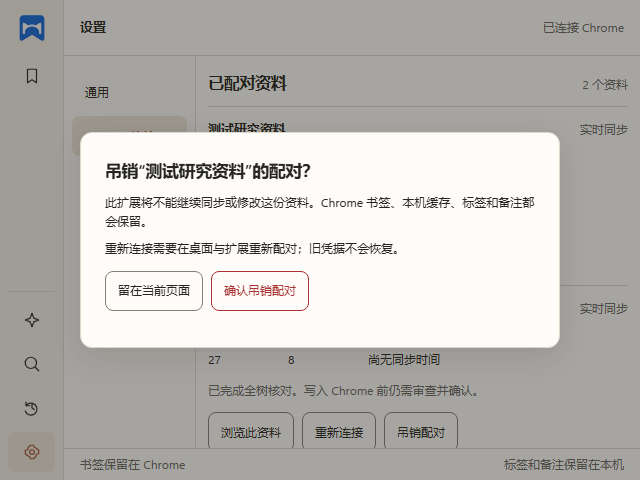 设置
已连接 Chrome
通用
已配对资料
2 个资料
测试研究资料
实时同步
吊销“测试研究资料”的配对?
此扩展将不能继续同步或修改这份资料。Chrome 书签、本机缓存、标签和备注都
会保留。
重新连接需要在桌面与扩展重新配对；旧凭据不会恢复。
留在当前页面
确认吊销配对
实时同步
27
8
尚无同步时间
已完成全树核对。写入 Chrome 前仍需审查并确认。
浏览此资料
重新连接
吊销配对
书签保留在 Chrome
标签和备注保留在本机